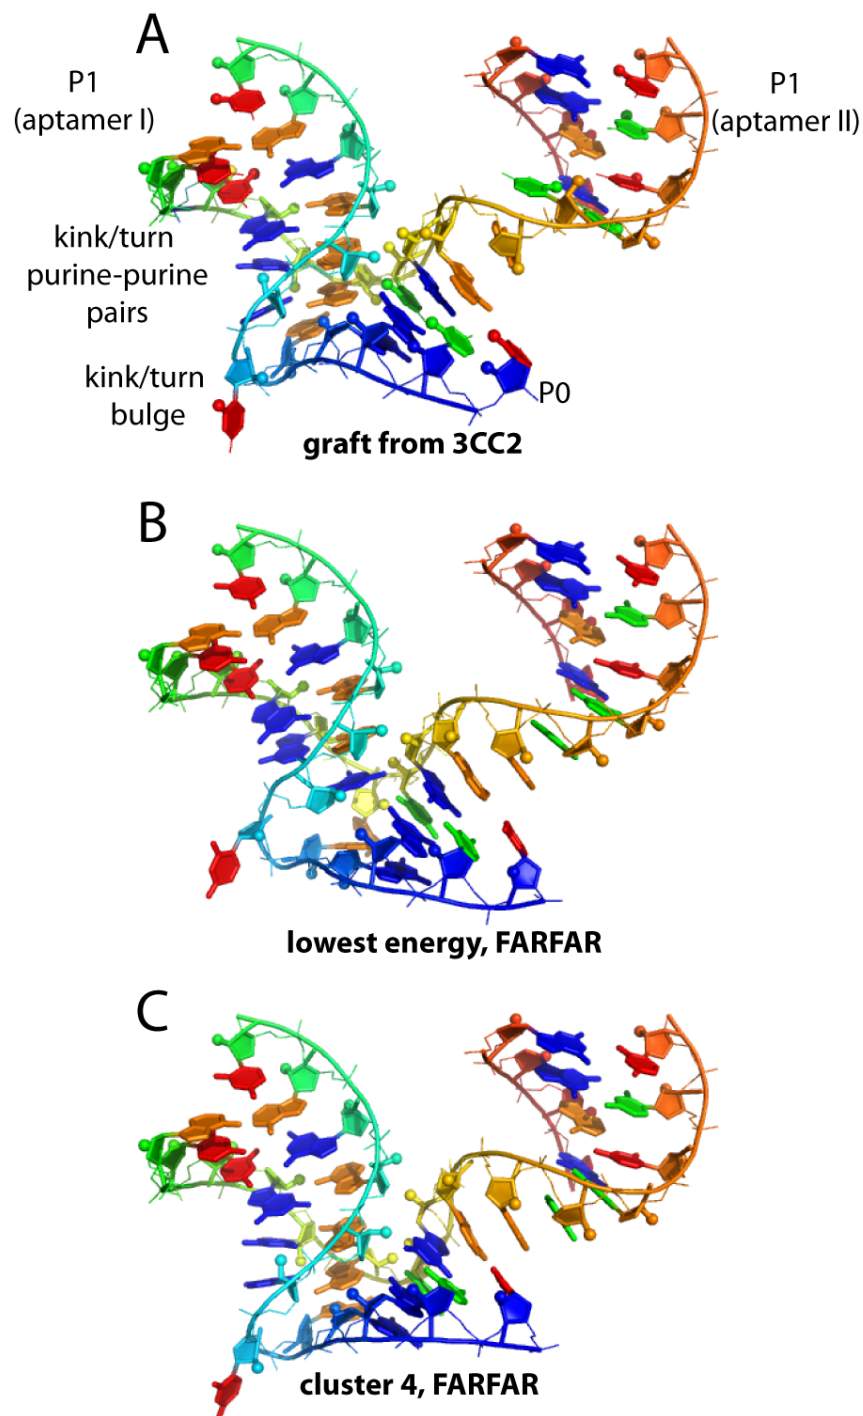 A
P1
(aptamer I)
P1
(aptamer II)
kink/turn
purine-purine
pairs
kink/turn
bulge
P0
graft from 3CC2
B
lowest energy, FARFAR
C
cluster 4, FARFAR